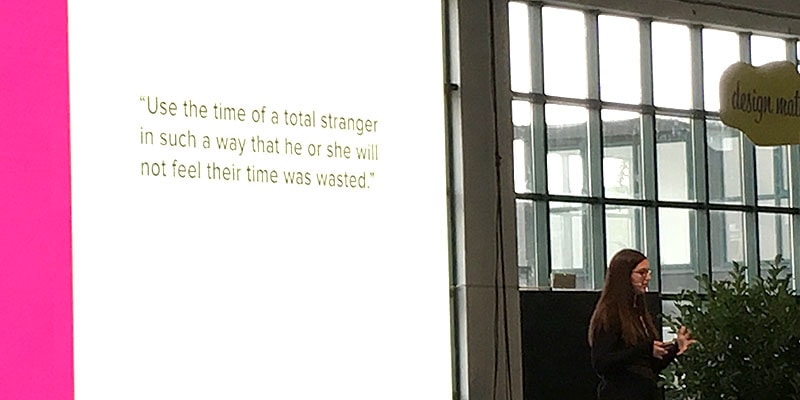 “Use the time of a total stranger
in such a way that he or she will
not feel their time was wasted.”
design mat